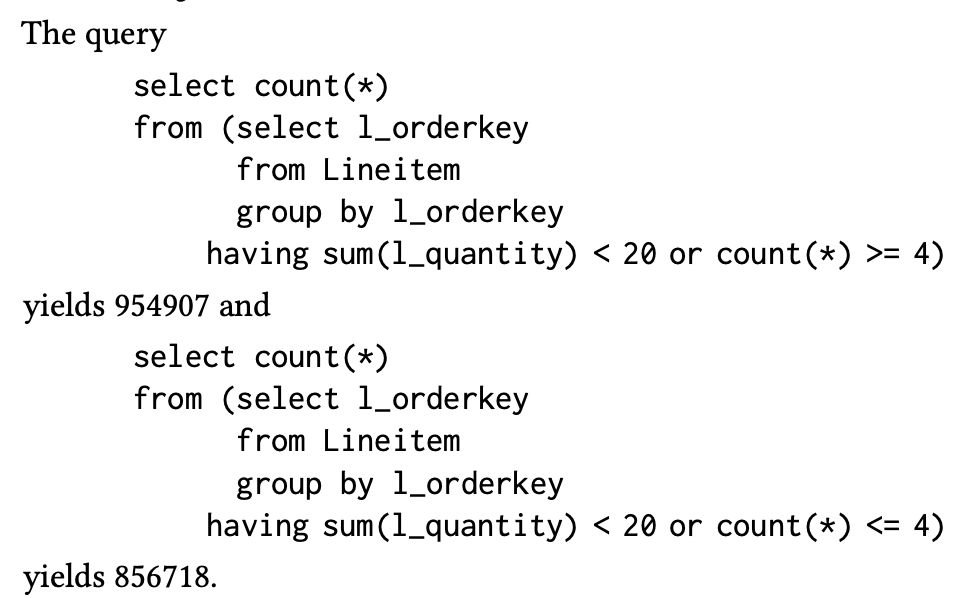 The query
select count(*)
from (select l_orderkey
from Lineitem
group by l_orderkey
having sum(l_quantity) < 20 or count(*) >= 4)
yields 954907 and
select count(*)
from (select l_orderkey
from Lineitem
group by l_orderkey
having sum(l_quantity) < 20 or count(*) <= 4)
yields 856718.